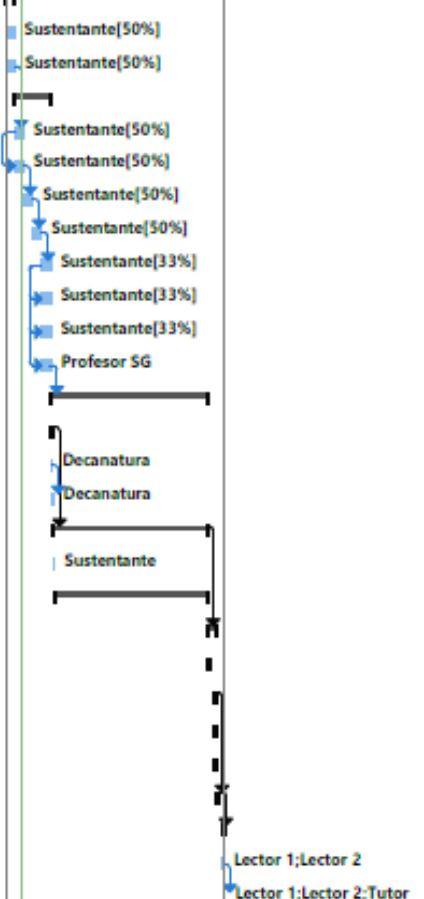 Sustentante[50%]
Sustentante[50%]
Sustentante[50%]
Sustentante[50%]
Sustentante[50%]
Sustentante[50%]
Sustentante[33%]
Sustentante[33%]
Sustentante[33%]
Profesor SG
Decanatura
Decanatura
Sustentante
Lector 1;Lector 2
Lector 1;Lector 2;Tutor